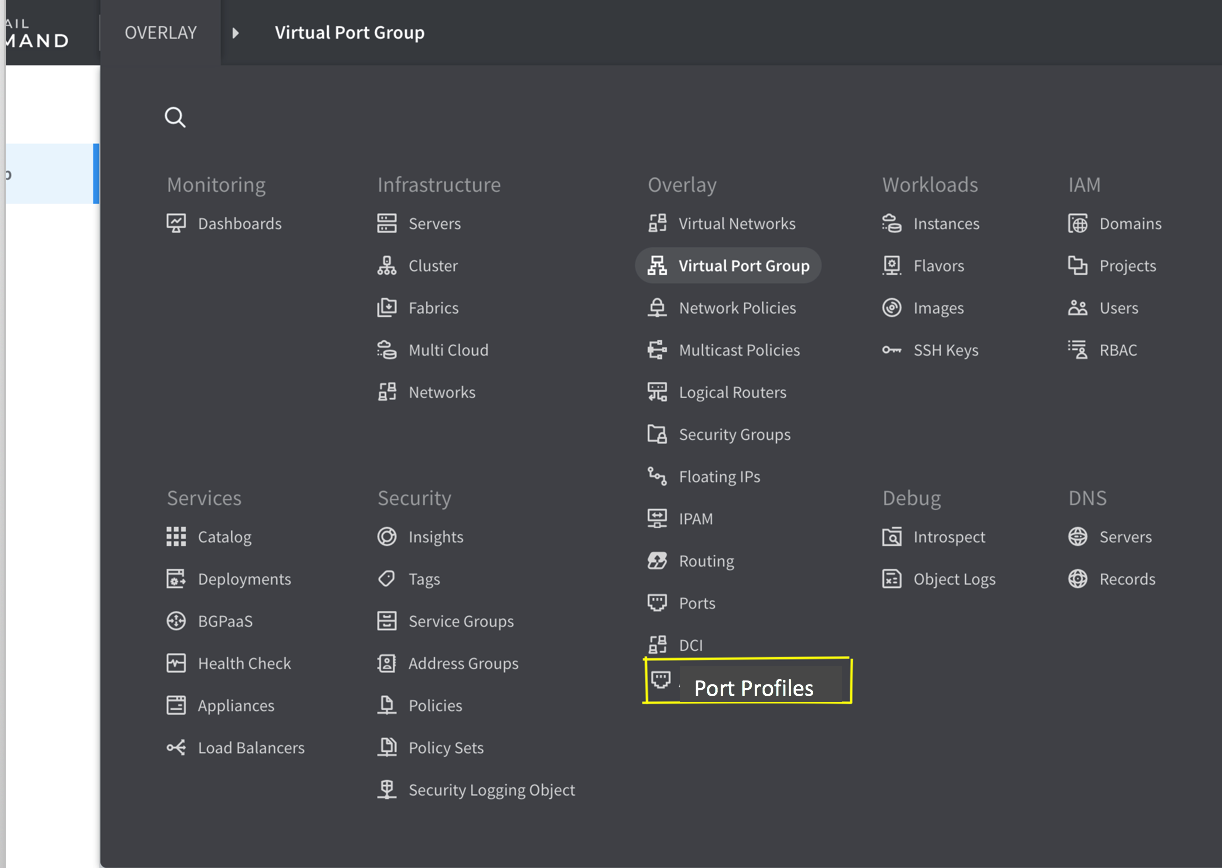 AIL
MAND
OVERLAY
Virtual Port Group
Monitoring
Dashboards
Infrastructure
Servers
Cluster
Fabrics
Multi Cloud
Networks
Overlay
Virtual Networks
Virtual Port Group
Network Policies
Multicast Policies
Logical Routers
Security Groups
Floating IPs
IPAM
Routing
Ports
DCI
Port Profiles
Workloads
Instances
Flavors
Images
SSH Keys
IAM
Domains
Projects
Users
RBAC
Services
Catalog
Deployments
BGPaaS
Health Check
Appliances
Load Balancers
Security
Insights
Tags
Service Groups
Address Groups
Policies
Policy Sets
Security Logging Object
Debug
Introspect
Object Logs
DNS
Servers
Records